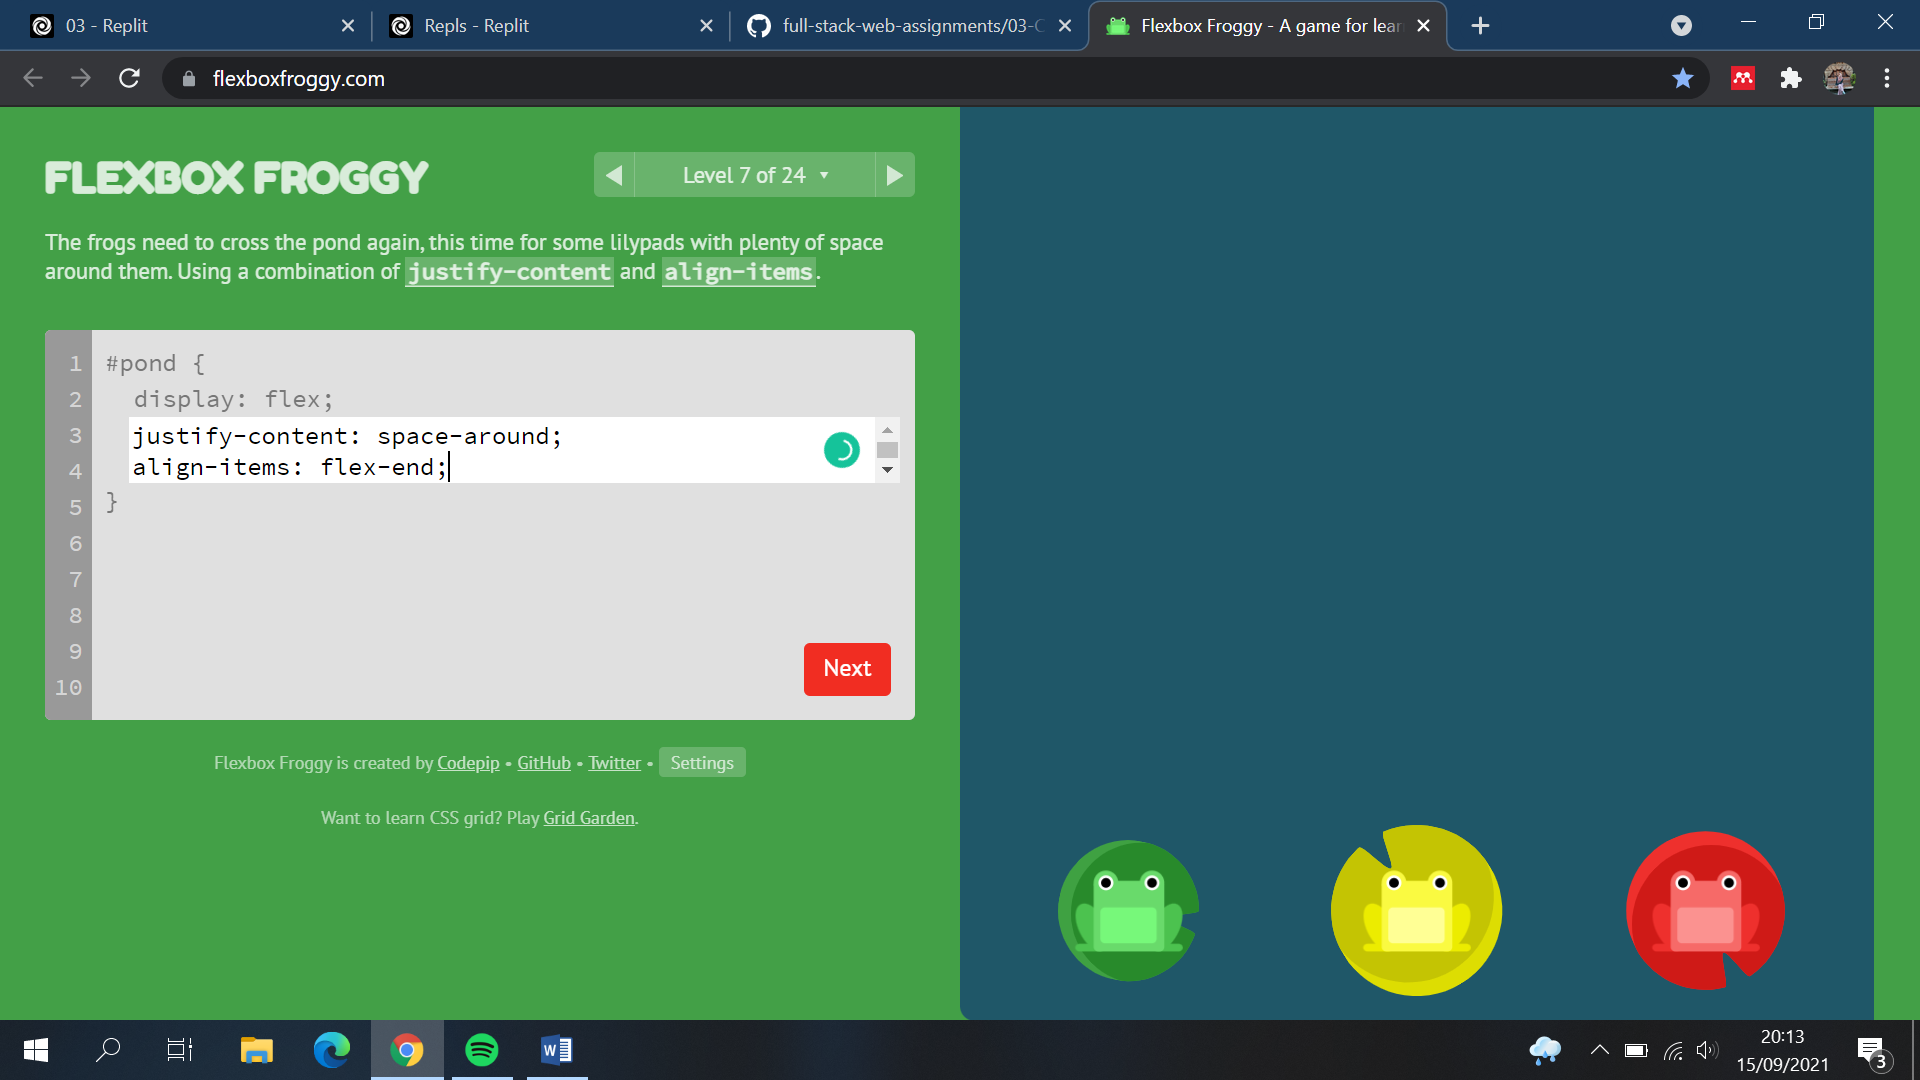 03 - Replit
Repls - Replit
full-stack-web-assignments/03-C
Flexbox Froggy - A game for lear
flexboxfroggy.com
FLEXBOX FROGGY
Level 7 of 24
The frogs need to cross the pond again, this time for some lilypads with plenty of space
around them. Using a combination of justify-content and align-items.
1 #pond {
2 display: flex;
3 justify-content: space-around;
4 align-items: flex-end;
5 }
6
7
8
9
10
Next
Flexbox Froggy is created by Codepip • GitHub • Twitter • Settings
Want to learn CSS grid? Play Grid Garden.
20:13
15/09/2021
3